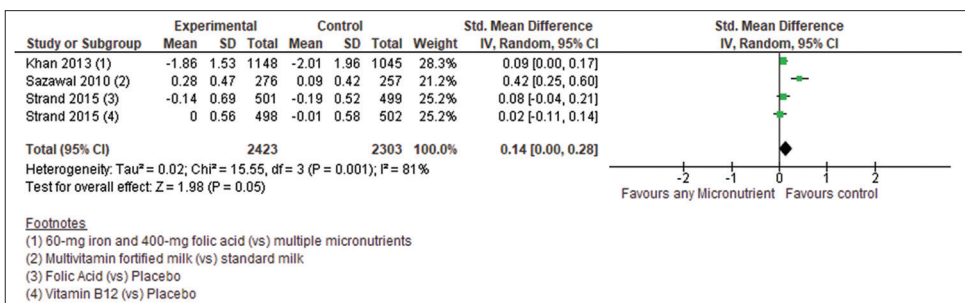 Experimental Control Std. Mean Difference Std. Mean Difference
Study or Subgroup Mean SD Total Mean SD Total Weight IV, Random, 95% CI IV, Random, 95% CI
Khan 2013 (1) -1.86 1.53 1148 -2.01 1.96 1045 28.3% 0.09 [0.00, 0.17]
Sazawal 2010 (2) 0.28 0.47 276 0.09 0.42 257 21.2% 0.42 [0.25, 0.60]
Strand 2015 (3) -0.14 0.69 501 -0.19 0.52 499 25.2% 0.08 [-0.04, 0.21]
Strand 2015 (4) 0 0.56 498 -0.01 0.58 502 25.2% 0.02 [-0.11, 0.14]
Total (95% CI) 2423 2303 100.0% 0.14 [0.00, 0.28]
Heterogeneity: Tau² = 0.02; Chi² = 15.55, df = 3 (P = 0.001); I² = 81%
Test for overall effect: Z = 1.98 (P = 0.05)
-2 -1 0 1 2
Favours any Micronutrient Favours control
Footnotes
(1) 60-mg iron and 400-mg folic acid (vs) multiple micronutrients
(2) Multivitamin fortified milk (vs) standard milk
(3) Folic Acid (vs) Placebo
(4) Vitamin B12 (vs) Placebo